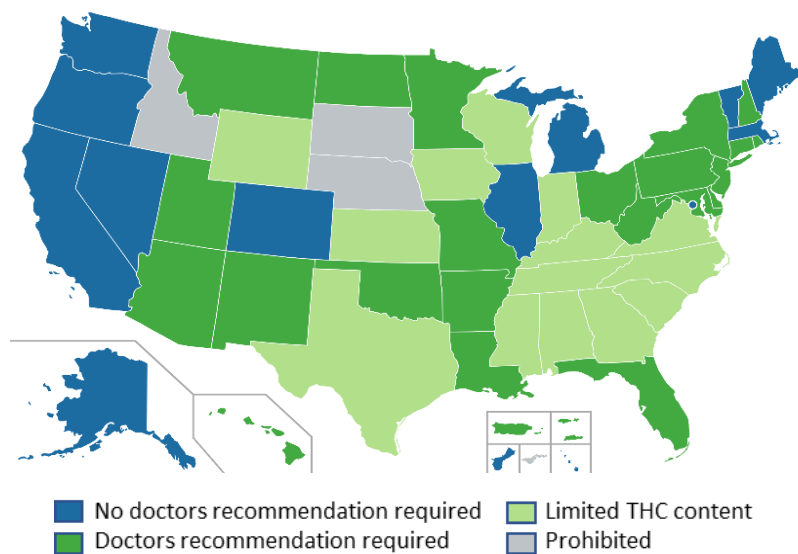 No doctors recommendation required
Limited THC content
Doctors recommendation required
Prohibited